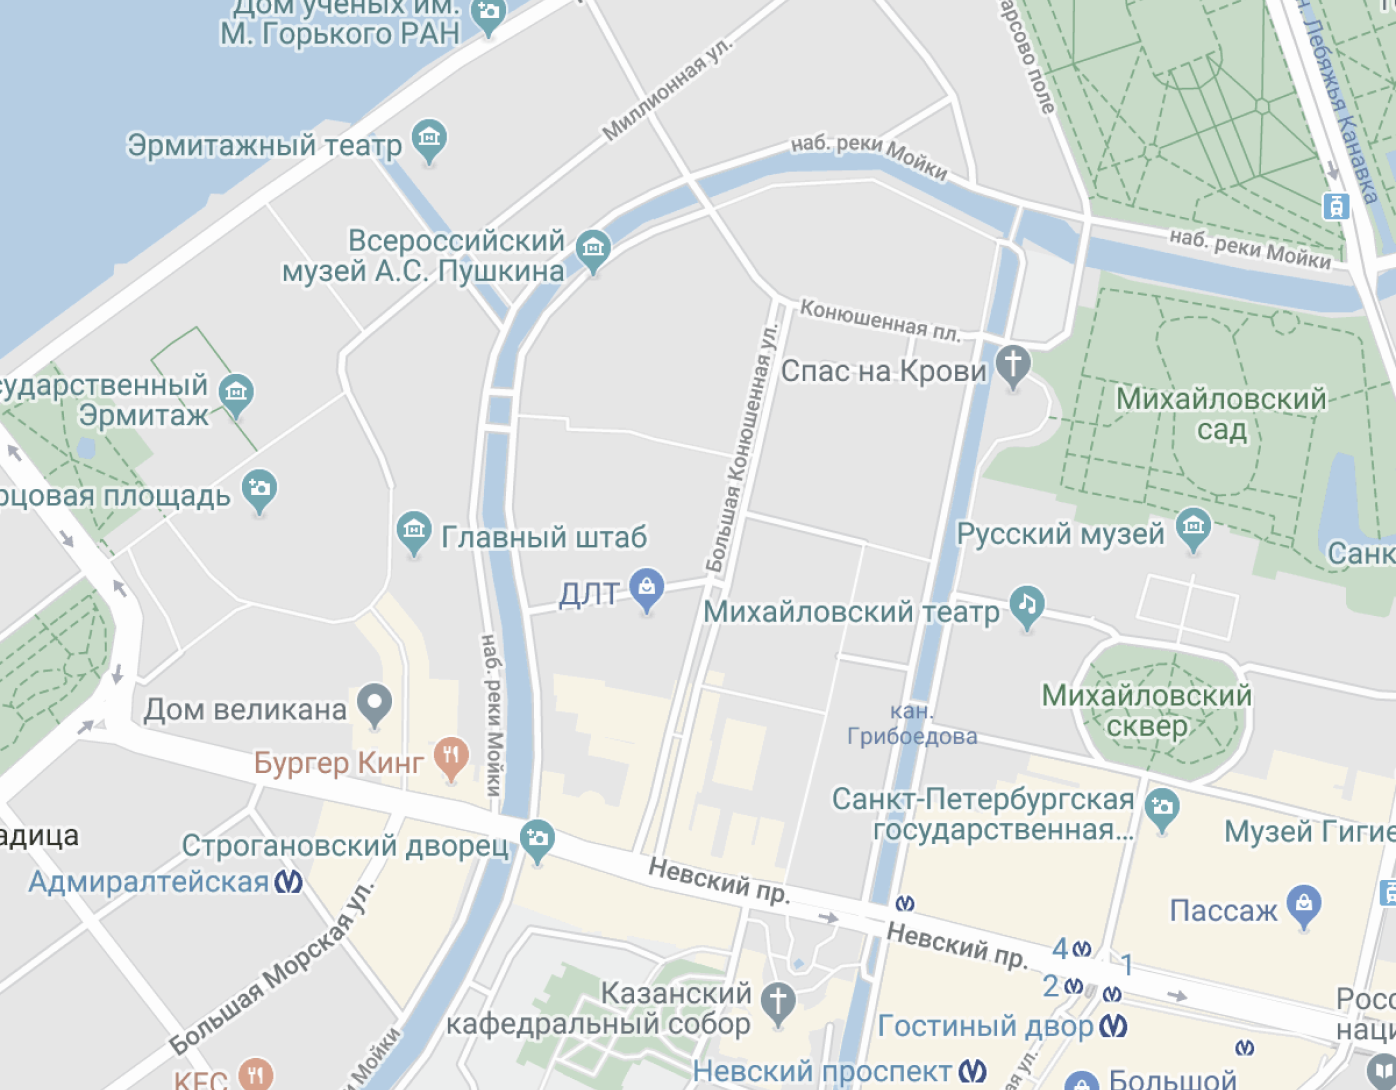 Дом учёных им.
М. Горького РАН
Миллионная ул.
Эрмитажный театр
наб. реки Мойки
Всероссийский
музей А.С. Пушкина
наб. реки Мойки
Лебяжья Канавка
Конюшенная пл.
Спас на Крови
Михайловский
сад
Большая Конюшенная ул.
Эрмитаж
Главный штаб
Русский музей
ДЛТ
Михайловский театр
наб. реки Мойки
Дом великана
Бургер Кинг
Михайловский
сквер
кан.
Грибоедова
Санкт-Петербургская
государственная...
Строгановский дворец
Адмиралтейская
Невский пр.
Невский пр.
Пассаж
4
1
2
Большая Морская ул.
Казанский
кафедральный собор
Гостиный двор
Невский проспект
Большой
KFC
Мойки